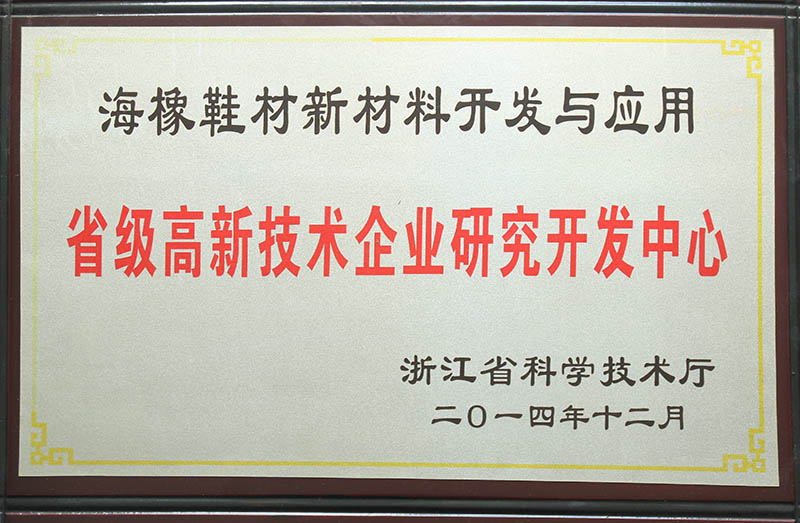 海橡鞋材新材料开发与应用
省级高新技术企业研究开发中心
浙江省科学技术厅
二〇一四年十二月